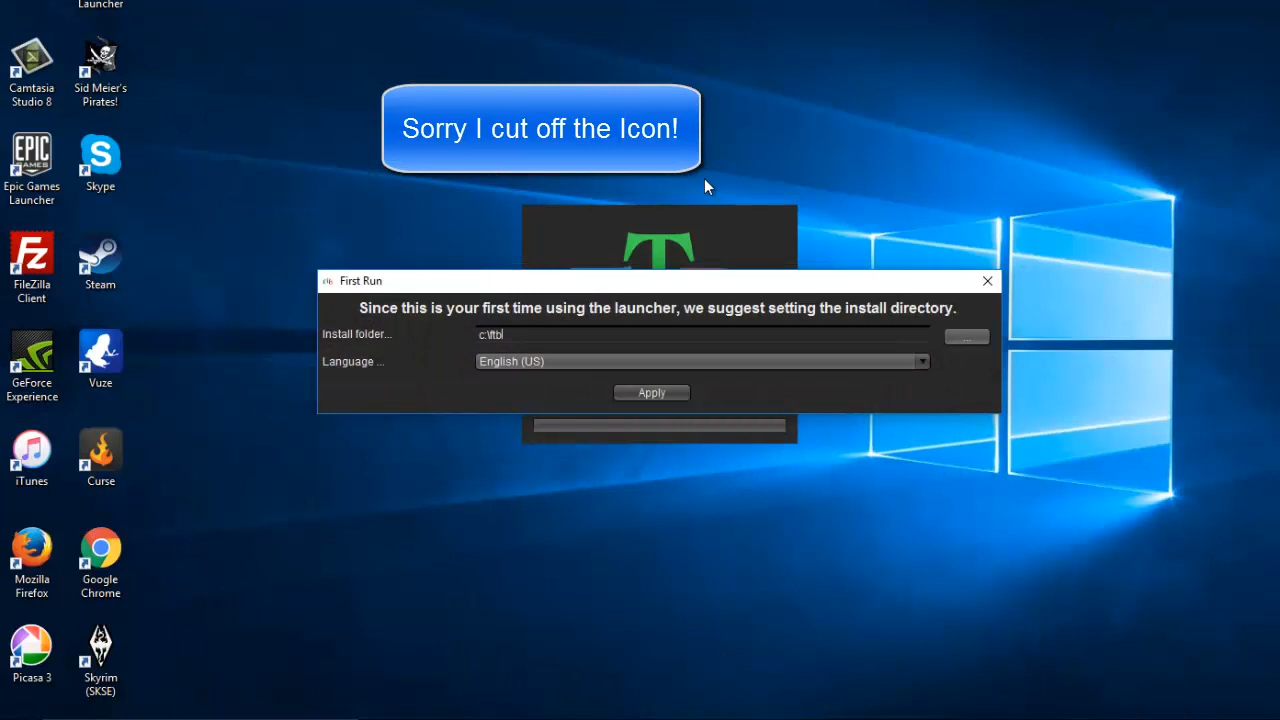 Launcher
Camtasia
Studio 8
Sid Meier's
Pirates!
EPIC
GAMES
Epic Games
Launcher
Skype
FileZilla
Client
Steam
GeForce
Experience
Vuze
iTunes
Curse
Mozilla
Firefox
Google
Chrome
Picasa 3
Skyrim
(SKSE)
Sorry I cut off the Icon!
T
First Run
Since this is your first time using the launcher, we suggest setting the install directory.
Install folder...
c:\ftb
...
Language ...
English (US)
Apply